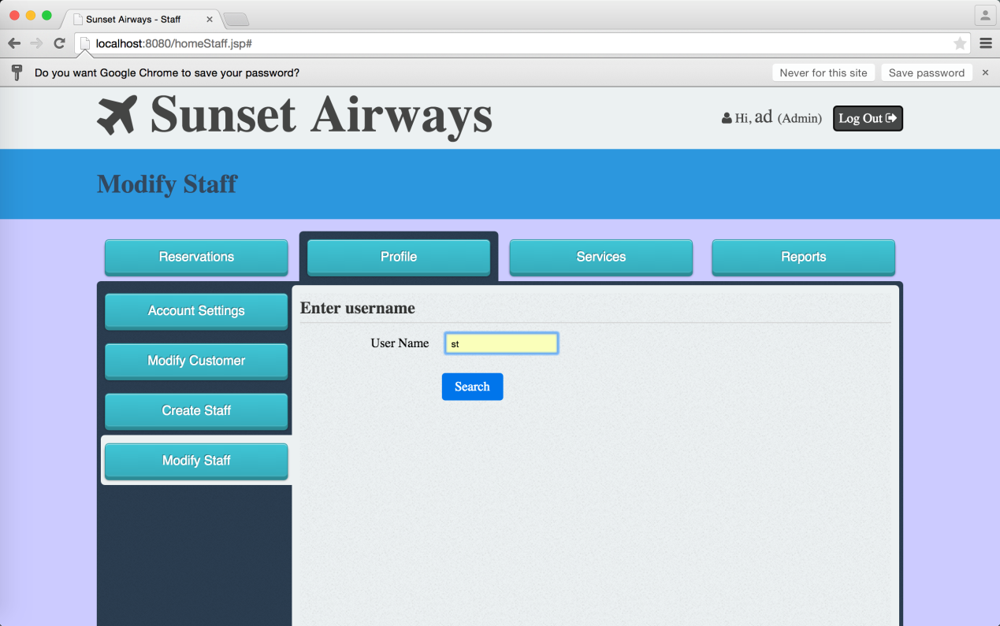 Sunset Airways - Staff
localhost:8080/homeStaff.jsp#
Do you want Google Chrome to save your password? Never for this site Save password
Sunset Airways
Hi, ad (Admin) Log Out
Modify Staff
Reservations Profile Services Reports
Account Settings
Modify Customer
Create Staff
Modify Staff
Enter username
User Name st
Search